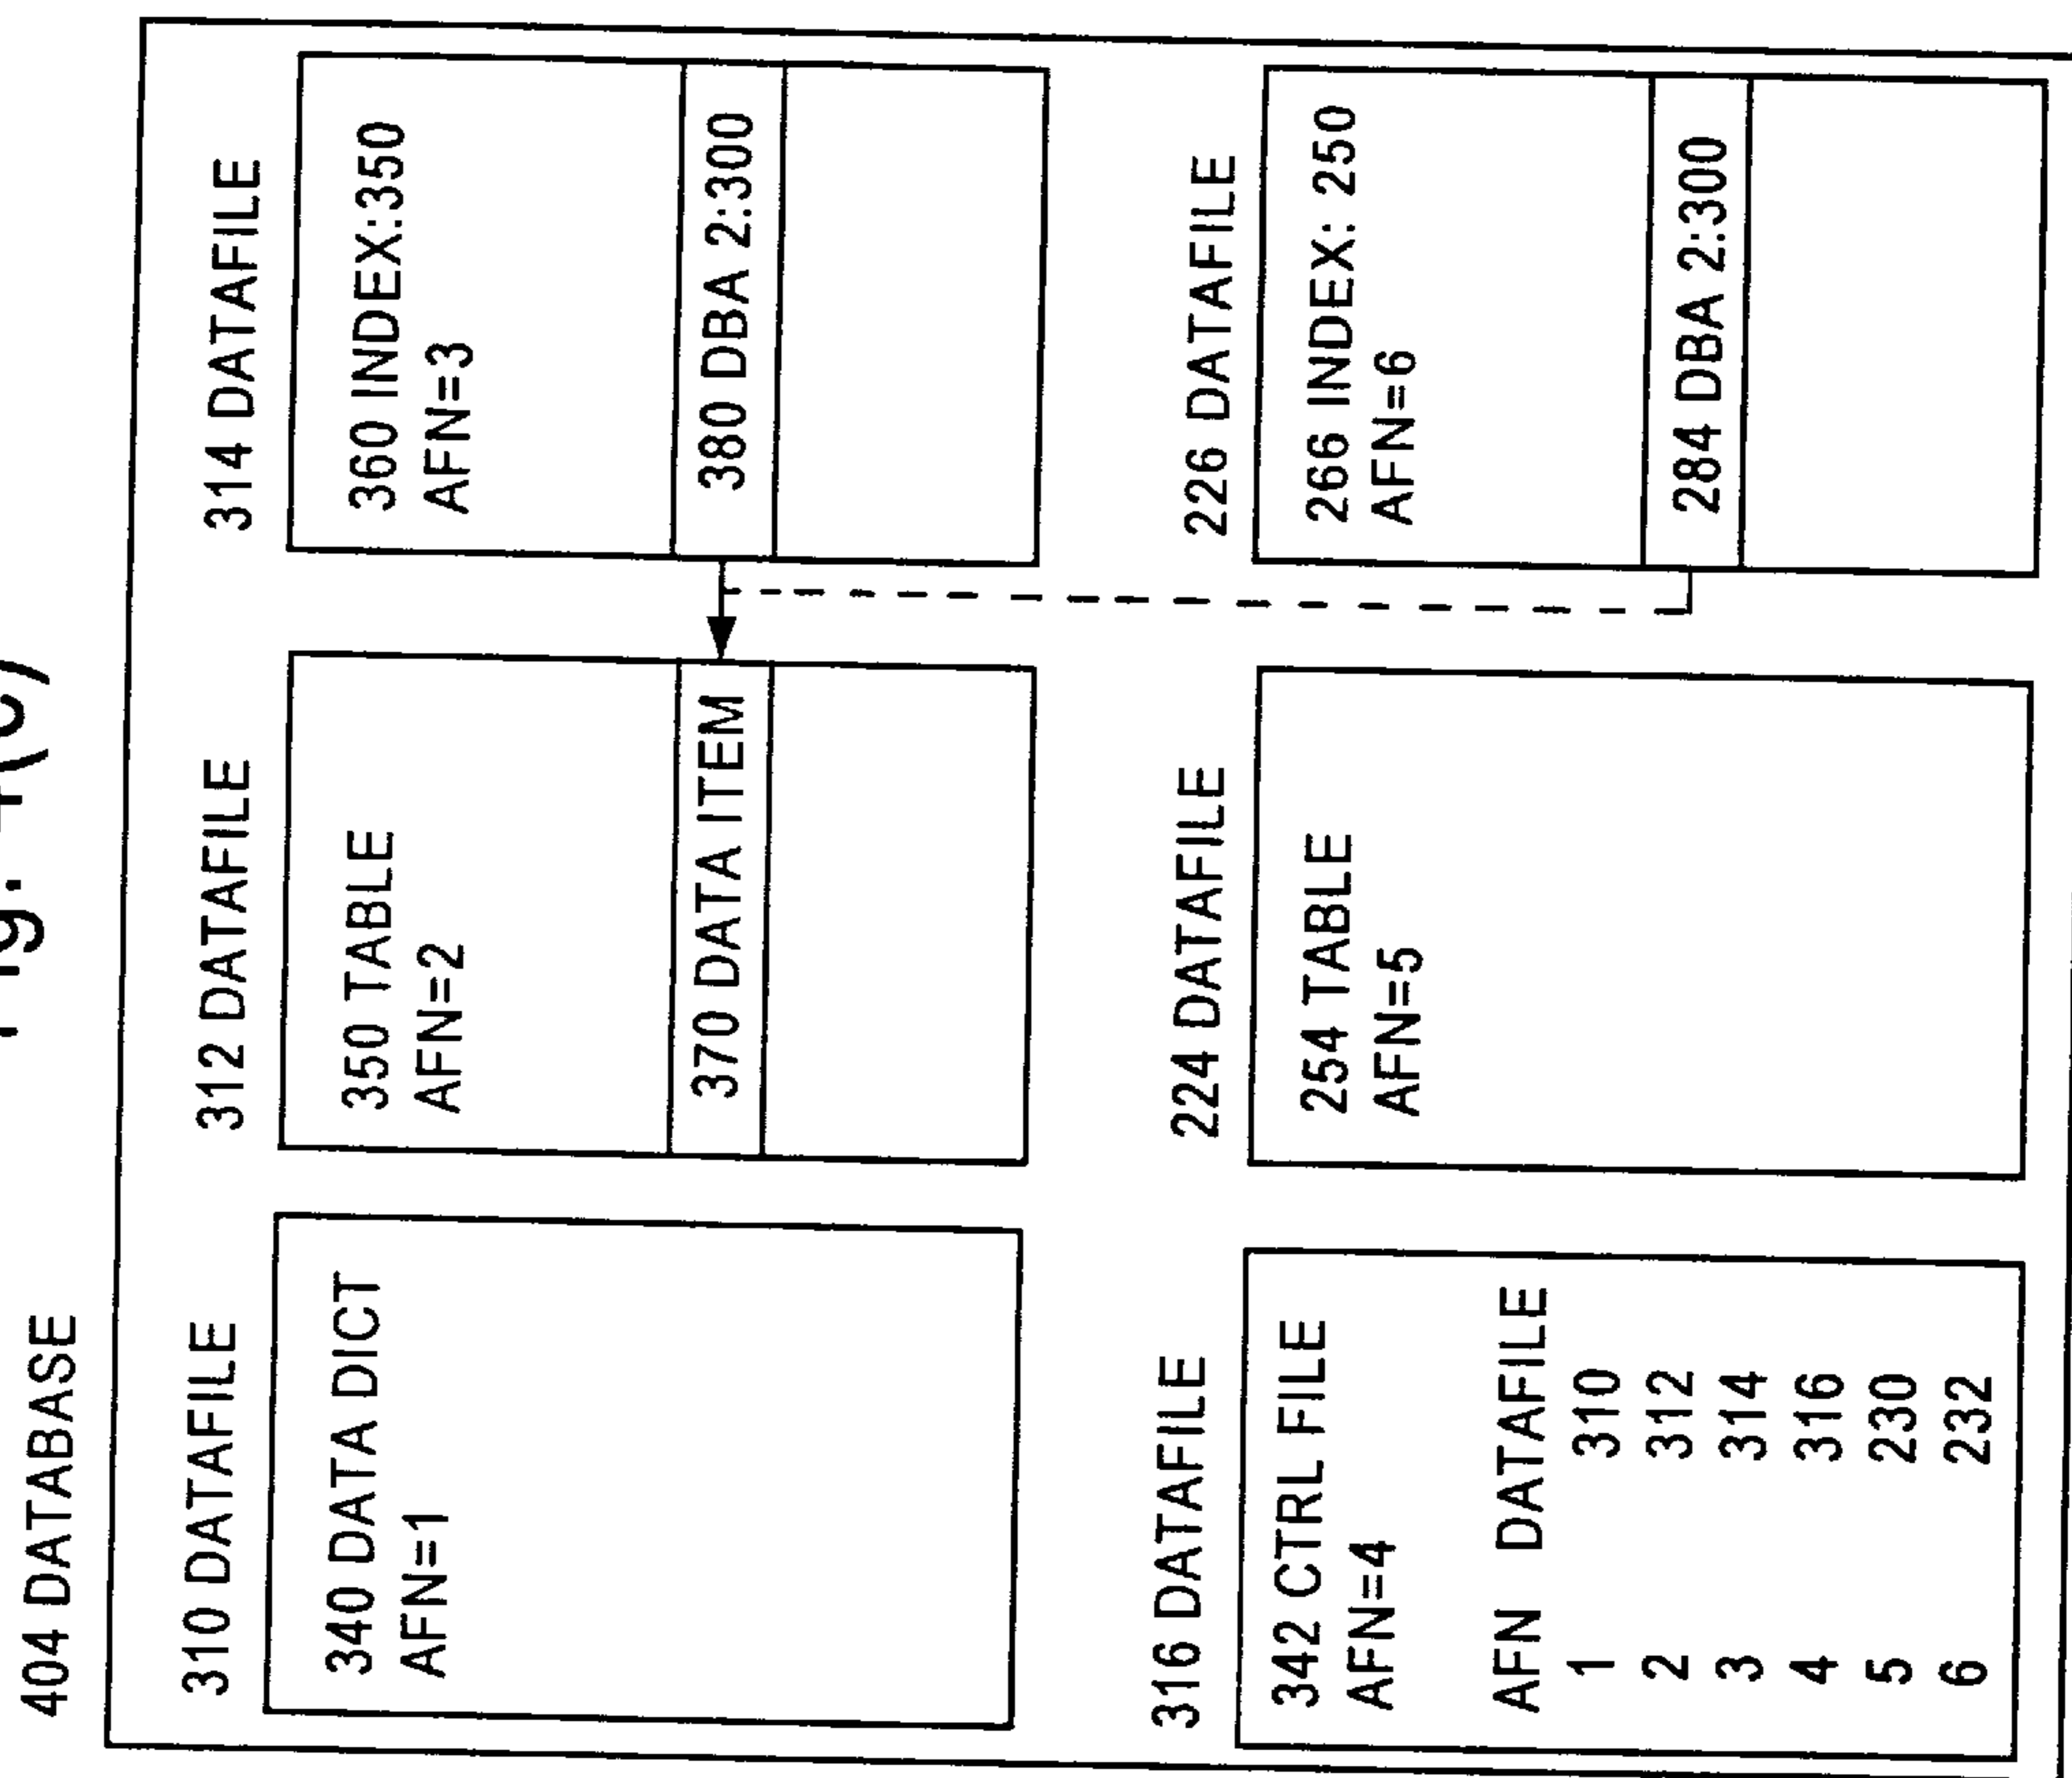 404 DATABASE
310 DATAFILE
340 DATA DICT
AFN=1
312 DATAFILE
350 TABLE
AFN=2
370 DATA ITEM
314 DATAFILE
360 INDEX:350
AFN=3
380 DBA 2:300
316 DATAFILE
342 CTRL FILE
AFN=4
AFN DATAFILE
1 310
2 312
3 314
4 316
5 230
6 232
224 DATAFILE
254 TABLE
AFN=5
226 DATAFILE
266 INDEX: 250
AFN=6
284 DBA 2:300